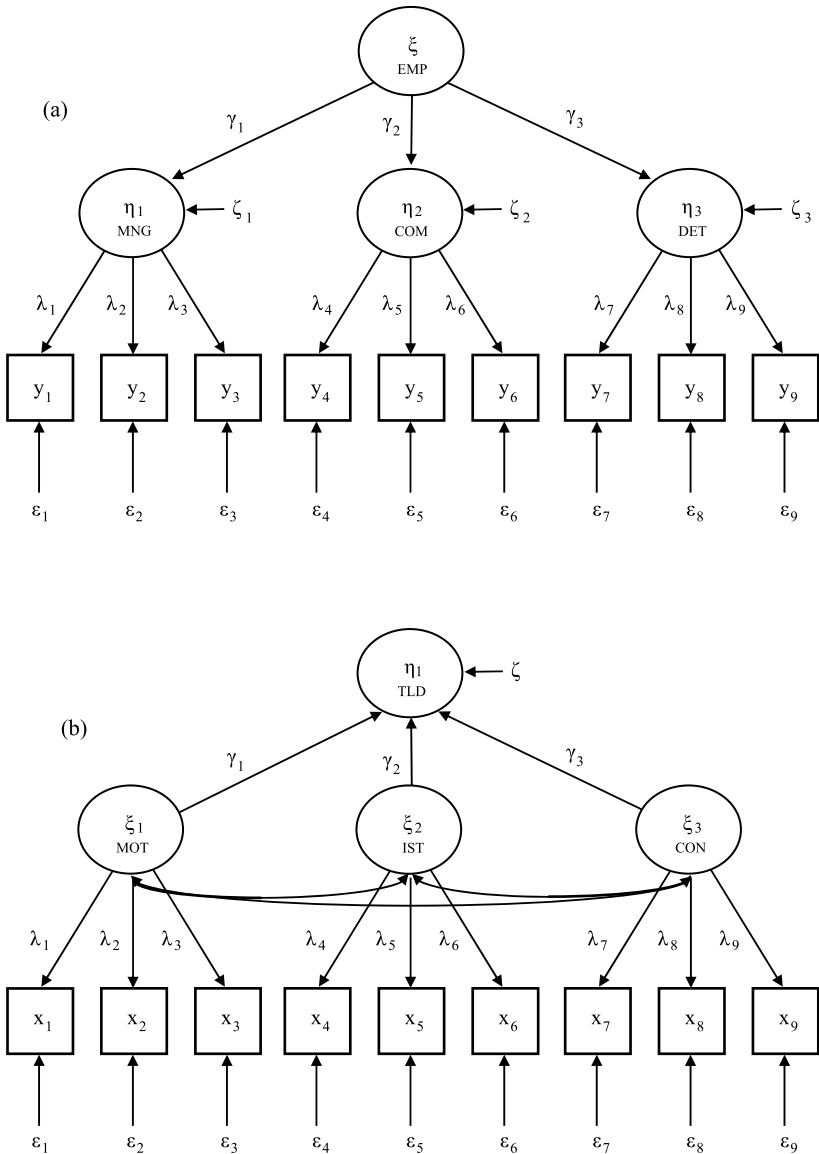 ξ
EMP
(a)
γ1 γ2 γ3
η1 ζ1 η2 ζ2 η3 ζ3
MNG COM DET
λ1 λ2 λ3 λ4 λ5 λ6 λ7 λ8 λ9
y1 y2 y3 y4 y5 y6 y7 y8 y9
ε1 ε2 ε3 ε4 ε5 ε6 ε7 ε8 ε9
η1 ζ
TLD
(b)
γ1 γ2 γ3
ξ1 ξ2 ξ3
MOT IST CON
λ1 λ2 λ3 λ4 λ5 λ6 λ7 λ8 λ9
x1 x2 x3 x4 x5 x6 x7 x8 x9
ε1 ε2 ε3 ε4 ε5 ε6 ε7 ε8 ε9